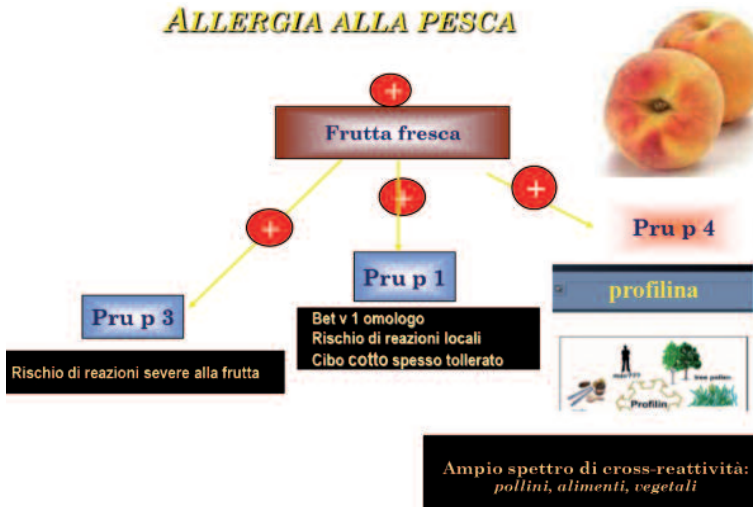 ALLERGIA ALLA PESCA
+
Frutta fresca
+
+
+
Pru p 4
Pru p 1
profilina
Pru p 3
Bet v 1 omologo
Rischio di reazioni locali
Cibo cotto spesso tollerato
Rischio di reazioni severe alla frutta
tree pollen
Profilin
Ampio spettro di cross-reattività:
pollini, alimenti, vegetali